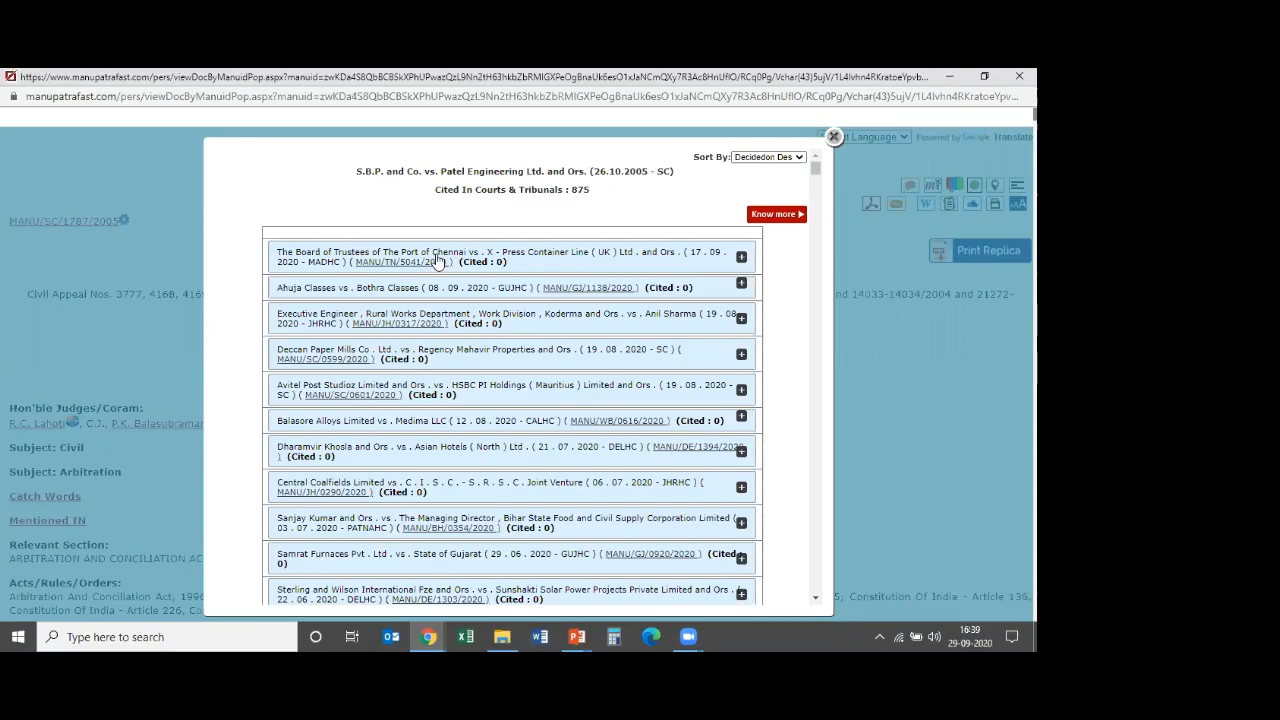 https://www.manupatrafast.com/pers/viewDocByManuidPop.aspx?manuid=zwKDa4S8QbBCBSkXPhUPwazQzL9Nn2tH63hkbZbRMIGXPeOgBnaUk6esO1xJaNCmQXy7R3Ac8HnUfIO/RCq0Pg/Vchar(43)5ujV/1L4lvhn4RKratoeYpvb...
manupatrafast.com/pers/viewDocByManuidPop.aspx?manuid=zwKDa4S8QbBCBSkXPhUPwazQzL9Nn2tH63hkbZbRMIGXPeOgBnaUk6esO1xJaNCmQXy7R3Ac8HnUfIO/RCq0Pg/Vchar(43)5ujV/1L4lvhn4RKratoeYpv...
Language Powered by Google Translate
Sort By: Decidedon Des
S.B.P. and Co. vs. Patel Engineering Ltd. and Ors. (26.10.2005 - SC)
Cited In Courts & Tribunals : 875
Know more
MANU/SC/1787/2005
Print Replica
The Board of Trustees of The Port of Chennai vs . X - Press Container Line ( UK ) Ltd . and Ors . ( 17 . 09 .
2020 - MADHC ) ( MANU/TN/5041/20 ) (Cited : 0)
Ahuja Classes vs . Bothra Classes ( 08 . 09 . 2020 - GUJHC ) ( MANU/GJ/1138/2020 ) (Cited : 0)
Civil Appeal Nos. 3777, 4168, 416
nd 14033-14034/2004 and 21272-
Executive Engineer , Rural Works Department , Work Division , Koderma and Ors . vs . Anil Sharma ( 19 . 08
2020 - JHRHC ) ( MANU/JH/0317/2020 ) (Cited : 0)
Deccan Paper Mills Co . Ltd . vs . Regency Mahavir Properties and Ors . ( 19 . 08 . 2020 - SC ) (
MANU/SC/0599/2020 ) (Cited : 0)
Avitel Post Studioz Limited and Ors . vs . HSBC PI Holdings ( Mauritius ) Limited and Ors . ( 19 . 08 . 2020 -
SC ) ( MANU/SC/0601/2020 ) (Cited : 0)
Hon'ble Judges/Coram:
R.C. Lahoti, C.J., P.K. Balasubraman
Balasore Alloys Limited vs . Medima LLC ( 12 . 08 . 2020 - CALHC ) ( MANU/WB/0616/2020 ) (Cited : 0)
Subject: Civil
Dharamvir Khosla and Ors . vs . Asian Hotels ( North ) Ltd . ( 21 . 07 . 2020 - DELHC ) ( MANU/DE/1394/2020
) (Cited : 0)
Subject: Arbitration
Central Coalfields Limited vs . C . I . S . C . - S . R . S . C . Joint Venture ( 06 . 07 . 2020 - JHRHC ) (
MANU/JH/0290/2020 ) (Cited : 0)
Catch Words
Mentioned IN
Sanjay Kumar and Ors . vs . The Managing Director , Bihar State Food and Civil Supply Corporation Limited (
03 . 07 . 2020 - PATNAHC ) ( MANU/BH/0354/2020 ) (Cited : 0)
Relevant Section:
ARBITRATION AND CONCILIATION AC
Samrat Furnaces Pvt . Ltd . vs . State of Gujarat ( 29 . 06 . 2020 - GUJHC ) ( MANU/GJ/0920/2020 ) (Cited :
0)
Acts/Rules/Orders:
Arbitration And Conciliation Act, 1996
5; Constitution Of India - Article 136,
Constitution Of India - Article 226, Co
Sterling and Wilson International Fze and Ors . vs . Sunshakti Solar Power Projects Private Limited and Ors . (
22 . 06 . 2020 - DELHC ) ( MANU/DE/1303/2020 ) (Cited : 0)
Type here to search
16:39
29-09-2020